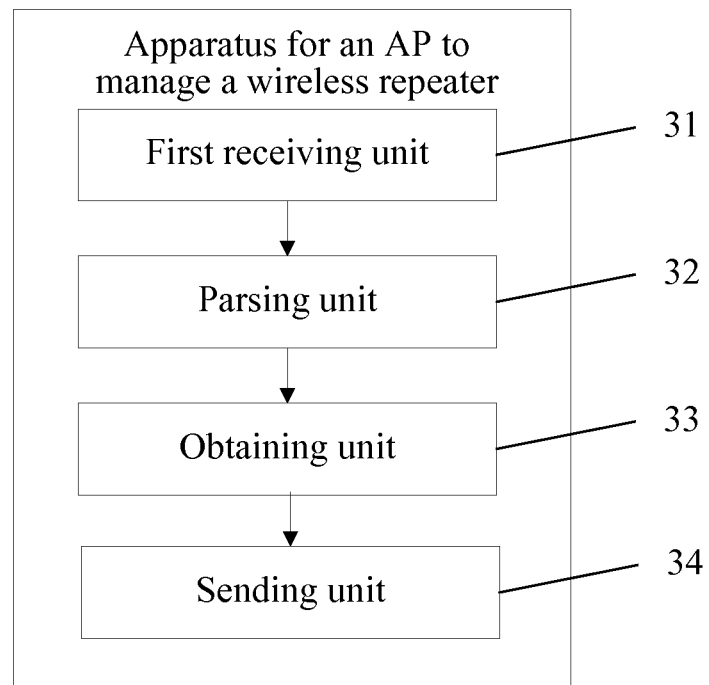 Apparatus for an AP to
manage a wireless repeater
First receiving unit
31
Parsing unit
32
Obtaining unit
33
Sending unit
34